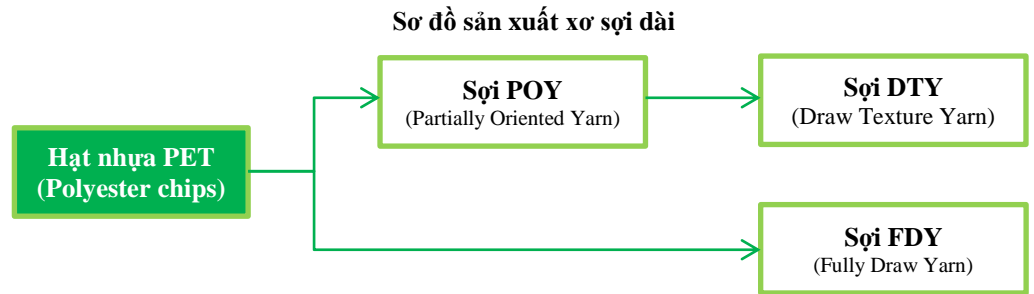 Sơ đồ sản xuất xơ sợi dài
Sợi POY
(Partially Oriented Yarn)
Sợi DTY
(Draw Texture Yarn)
Hạt nhựa PET
(Polyester chips)
Sợi FDY
(Fully Draw Yarn)